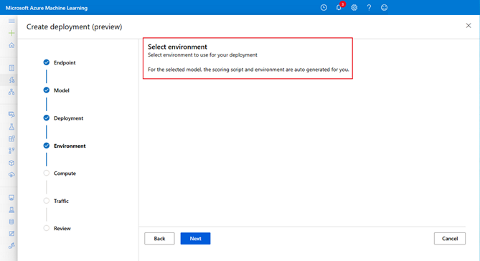 Microsoft Azure Machine Learning
Create deployment (preview)
Endpoint
Model
Deployment
Environment
Compute
Traffic
Review
Select environment
Select environment to use for your deployment
For the selected model, the scoring script and environment are auto generated for you.
Back
Next
Cancel